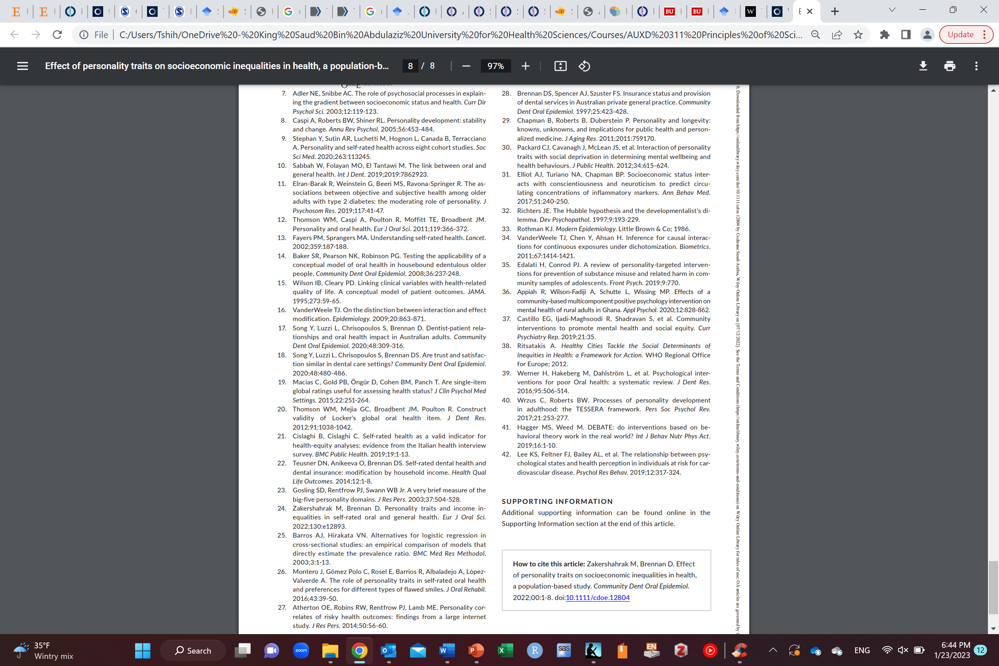 File
C:/Users/Tshih/OneDrive%20-%20King%20Saud%20Bin%20Abdulaziz%20University%20for%20Health%20Sciences/Courses/AUXD%20311%20Principles%20of%20Sci...
Update
Effect of personality traits on socioeconomic inequalities in health, a population-b...
8 / 8
97%
7. Adler NE, Snibbe AC. The role of psychosocial processes in explain-
ing the gradient between socioeconomic status and health. Curr Dir
Psychol Sci. 2003;12:119-123.
8. Caspi A, Roberts BW, Shiner RL. Personality development: stability
and change. Annu Rev Psychol. 2005;56:453-484.
9. Stephan Y, Sutin AR, Luchetti M, Hognon L, Canada B, Terracciano
A. Personality and self-rated health across eight cohort studies. Soc
Sci Med. 2020;263:113245.
10. Sabbah W, Folayan MO, El Tantawi M. The link between oral and
general health. Int J Dent. 2019;2019:7862923.
11. Elran-Barak R, Weinstein G, Beeri MS, Ravona-Springer R. The as-
sociations between objective and subjective health among older
adults with type 2 diabetes: the moderating role of personality. J
Psychosom Res. 2019;117:41-47.
12. Thomson WM, Caspi A, Poulton R, Moffitt TE, Broadbent JM.
Personality and oral health. Eur J Oral Sci. 2011;119:366-372.
13. Fayers PM, Sprangers MA. Understanding self-rated health. Lancet.
2002;359:187-188.
14. Baker SR, Pearson NK, Robinson PG. Testing the applicability of a
conceptual model of oral health in housebound edentulous older
people. Community Dent Oral Epidemiol. 2008;36:237-248.
15. Wilson IB, Cleary PD. Linking clinical variables with health-related
quality of life. A conceptual model of patient outcomes. JAMA.
1995;273:59-65.
16. VanderWeele TJ. On the distinction between interaction and effect
modification. Epidemiology. 2009;20:863-871.
17. Song Y, Luzzi L, Chrisopoulos S, Brennan D. Dentist-patient rela-
tionships and oral health impact in Australian adults. Community
Dent Oral Epidemiol. 2020;48:309-316.
18. Song Y, Luzzi L, Chrisopoulos S, Brennan DS. Are trust and satisfac-
tion similar in dental care settings? Community Dent Oral Epidemiol.
2020;48:480-486.
19. Macias C, Gold PB, Öngür D, Cohen BM, Panch T. Are single-item
global ratings useful for assessing health status? J Clin Psychol Med
Settings. 2015;22:251-264.
20. Thomson WM, Mejia GC, Broadbent JM, Poulton R. Construct
validity of Locker's global oral health item. J Dent Res.
2012;91:1038-1042.
21. Cislaghi B, Cislaghi C. Self-rated health as a valid indicator for
health-equity analyses: evidence from the Italian health interview
survey. BMC Public Health. 2019;19:1-13.
22. Teusner DN, Anikeeva O, Brennan DS. Self-rated dental health and
dental insurance: modification by household income. Health Qual
Life Outcomes. 2014;12:1-8.
23. Gosling SD, Rentfrow PJ, Swann WB Jr. A very brief measure of the
big-five personality domains. J Res Pers. 2003;37:504-528.
24. Zakershahrak M, Brennan D. Personality traits and income in-
equalities in self-rated oral and general health. Eur J Oral Sci.
2022;130:e12893.
25. Barros AJ, Hirakata VN. Alternatives for logistic regression in
cross-sectional studies: an empirical comparison of models that
directly estimate the prevalence ratio. BMC Med Res Methodol.
2003;3:1-13.
26. Montero J, Gómez Polo C, Rosel E, Barrios R, Albaladejo A, López-
Valverde A. The role of personality traits in self-rated oral health
and preferences for different types of flawed smiles. J Oral Rehabil.
2016;43:39-50.
27. Atherton OE, Robins RW, Rentfrow PJ, Lamb ME. Personality cor-
relates of risky health outcomes: findings from a large internet
study. J Res Pers. 2014;50:56-60.
28. Brennan DS, Spencer AJ, Szuster FS. Insurance status and provision
of dental services in Australian private general practice. Community
Dent Oral Epidemiol. 1997;25:423-428.
29. Chapman B, Roberts B, Duberstein P. Personality and longevity:
knowns, unknowns, and implications for public health and person-
alized medicine. J Aging Res. 2011;2011:759170.
30. Packard CJ, Cavanagh J, McLean JS, et al. Interaction of personality
traits with social deprivation in determining mental wellbeing and
health behaviours. J Public Health. 2012;34:615-624.
31. Elliot AJ, Turiano NA, Chapman BP. Socioeconomic status inter-
acts with conscientiousness and neuroticism to predict circu-
lating concentrations of inflammatory markers. Ann Behav Med.
2017;51:240-250.
32. Richters JE. The Hubble hypothesis and the developmentalist's di-
lemma. Dev Psychopathol. 1997;9:193-229.
33. Rothman KJ. Modern Epidemiology. Little Brown & Co; 1986.
34. VanderWeele TJ, Chen Y, Ahsan H. Inference for causal interac-
tions for continuous exposures under dichotomization. Biometrics.
2011;67:1414-1421.
35. Edalati H, Conrod PJ. A review of personality-targeted interven-
tions for prevention of substance misuse and related harm in com-
munity samples of adolescents. Front Psych. 2019;9:770.
36. Appiah R, Wilson-Fadiji A, Schutte L, Wissing MP. Effects of a
community-based multicomponent positive psychology intervention on
mental health of rural adults in Ghana. Appl Psychol. 2020;12:828-862.
37. Castillo EG, Ijadi-Maghsoodi R, Shadravan S, et al. Community
interventions to promote mental health and social equity. Curr
Psychiatry Rep. 2019;21:35.
38. Ritsatakis A. Healthy Cities Tackle the Social Determinants of
Inequities in Health: a Framework for Action. WHO Regional Office
for Europe; 2012.
39. Werner H, Hakeberg M, Dahlström L, et al. Psychological inter-
ventions for poor Oral health: a systematic review. J Dent Res.
2016;95:506-514.
40. Wrzus C, Roberts BW. Processes of personality development
in adulthood: the TESSERA framework. Pers Soc Psychol Rev.
2017;21:253-277.
41. Hagger MS, Weed M. DEBATE: do interventions based on be-
havioral theory work in the real world? Int J Behav Nutr Phys Act.
2019;16:1-10.
42. Lee KS, Feltner FJ, Bailey AL, et al. The relationship between psy-
chological states and health perception in individuals at risk for car-
diovascular disease. Psychol Res Behav. 2019;12:317-324.
SUPPORTING INFORMATION
Additional supporting information can be found online in the
Supporting Information section at the end of this article.
How to cite this article: Zakershahrak M, Brennan D. Effect
of personality traits on socioeconomic inequalities in health,
a population-based study. Community Dent Oral Epidemiol.
2022;00:1-8. doi:10.1111/cdoe.12804
0, Downloaded from https://onlinelibrary.wiley.com/doi/10.1111/cdoe.12804 by Cochrane Saudi Arabia, Wiley Online Library on [07/12/2022]. See the Terms and Conditions (https://onlinelibrary.wiley.com/terms-and-conditions) on Wiley Online Library for rules of use; OA articles are governed by
35°F
Wintry mix
Search
zoom
EN
sas
ENG
6:44 PM
1/23/2023
12